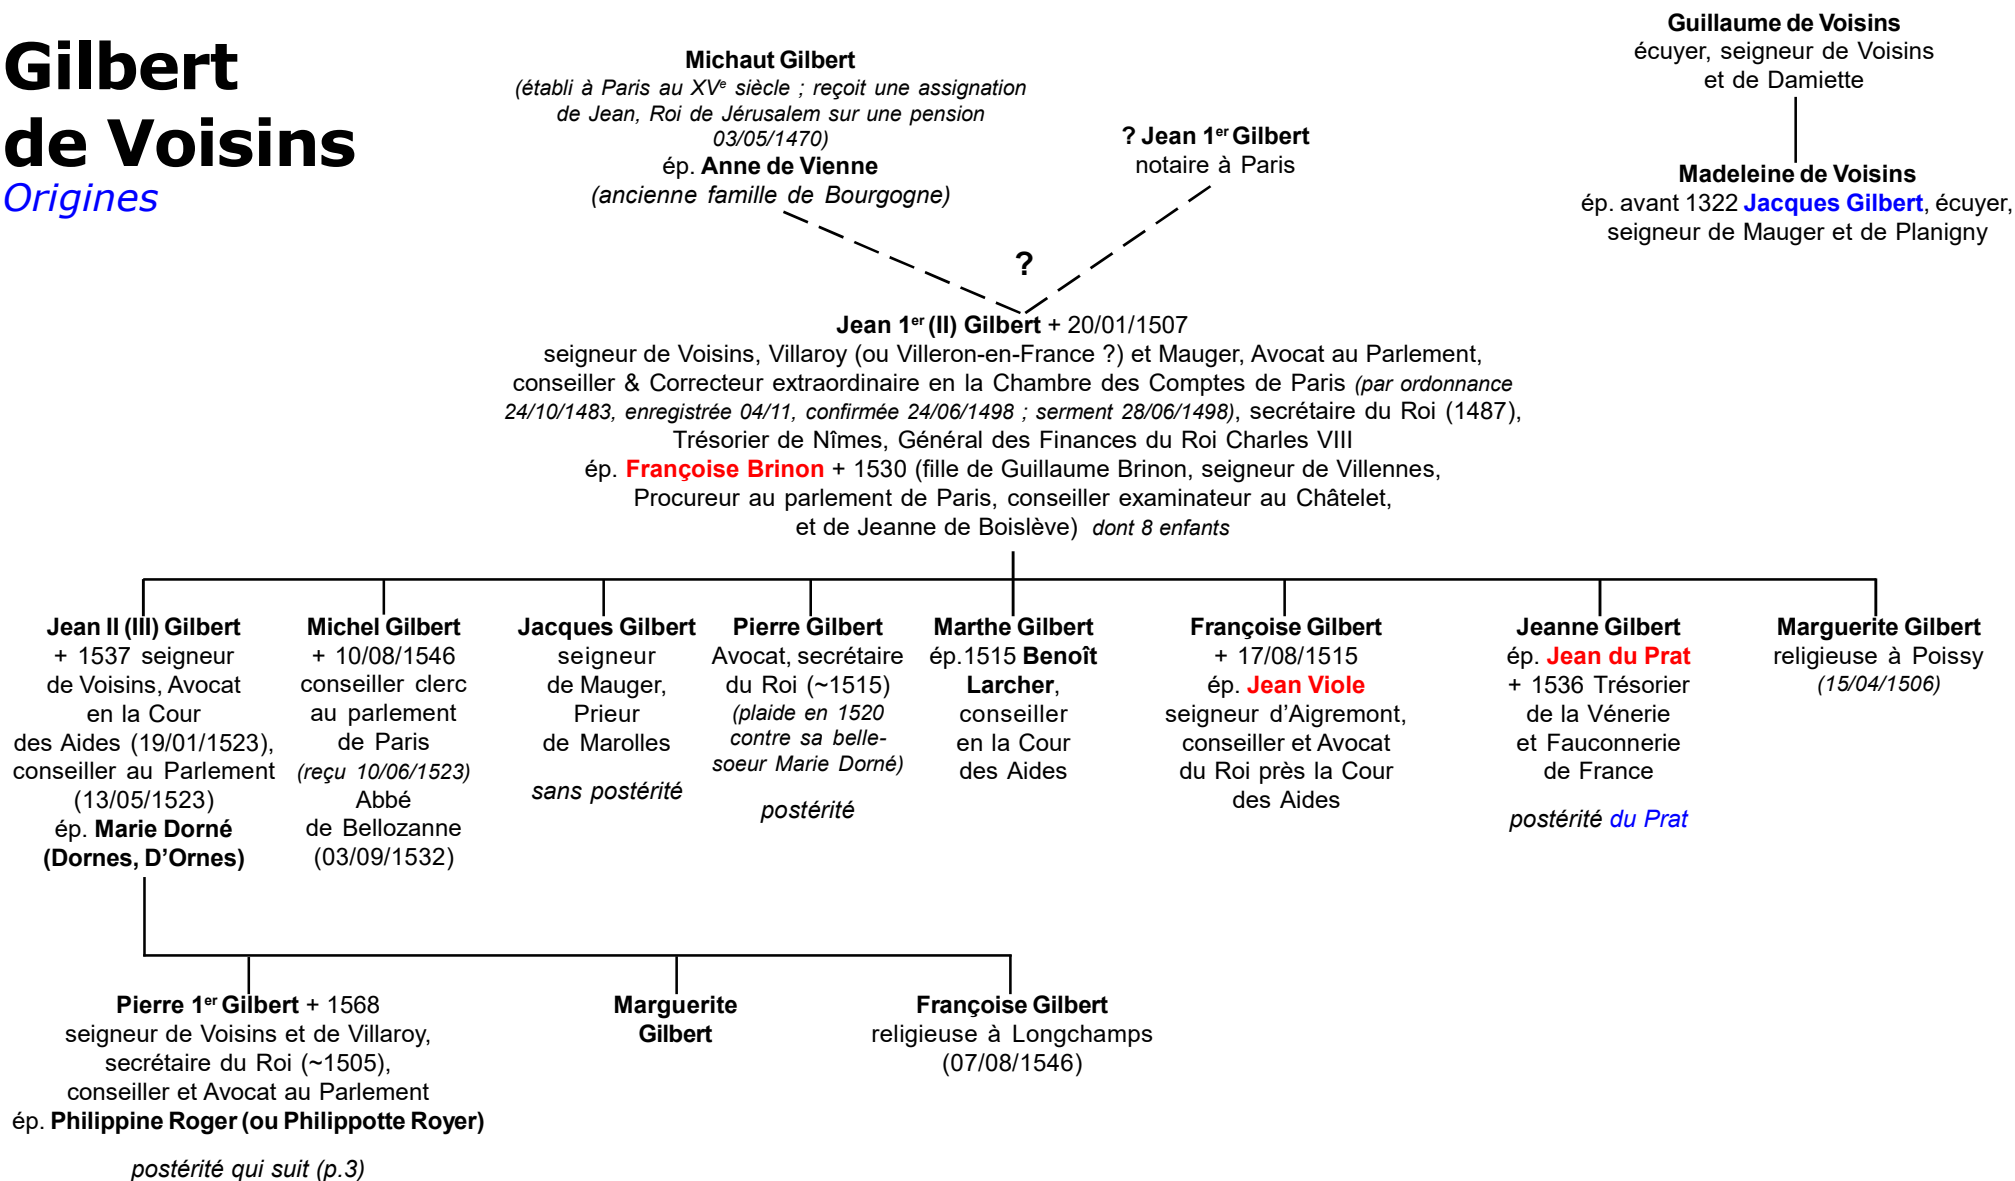 Gilbert
de Voisins
Origines
Michaut Gilbert
(établi à Paris au XVe siècle ; reçoit une assignation
de Jean, Roi de Jérusalem sur une pension
03/05/1470)
ép. Anne de Vienne
(ancienne famille de Bourgogne)
? Jean 1er Gilbert
notaire à Paris
Guillaume de Voisins
écuyer, seigneur de Voisins
et de Damiette
Madeleine de Voisins
ép. avant 1322 Jacques Gilbert, écuyer,
seigneur de Mauger et de Planigny
?
Jean 1er (II) Gilbert + 20/01/1507
seigneur de Voisins, Villaroy (ou Villeron-en-France ?) et Mauger, Avocat au Parlement,
conseiller & Correcteur extraordinaire en la Chambre des Comptes de Paris (par ordonnance
24/10/1483, enregistrée 04/11, confirmée 24/06/1498 ; serment 28/06/1498), secrétaire du Roi (1487),
Trésorier de Nîmes, Général des Finances du Roi Charles VIII
ép. Françoise Brinon + 1530 (fille de Guillaume Brinon, seigneur de Villennes,
Procureur au parlement de Paris, conseiller examinateur au Châtelet,
et de Jeanne de Boislève) dont 8 enfants
Jean II (III) Gilbert
+ 1537 seigneur
de Voisins, Avocat
en la Cour
des Aides (19/01/1523),
conseiller au Parlement
(13/05/1523)
ép. Marie Dorné
(Dornes, D'Ornes)
Michel Gilbert
+ 10/08/1546
conseiller clerc
au parlement
de Paris
(reçu 10/06/1523)
Abbé
de Bellozanne
(03/09/1532)
Jacques Gilbert
seigneur
de Mauger,
Prieur
de Marolles
sans postérité
Pierre Gilbert
Avocat, secrétaire
du Roi (~1515)
(plaide en 1520
contre sa belle-
soeur Marie Dorné)
postérité
Marthe Gilbert
ép.1515 Benoît
Larcher,
conseiller
en la Cour
des Aides
Françoise Gilbert
+ 17/08/1515
ép. Jean Viole
seigneur d'Aigremont,
conseiller et Avocat
du Roi près la Cour
des Aides
Jeanne Gilbert
ép. Jean du Prat
+ 1536 Trésorier
de la Vénerie
et Fauconnerie
de France
postérité du Prat
Marguerite Gilbert
religieuse à Poissy
(15/04/1506)
Pierre 1er Gilbert + 1568
seigneur de Voisins et de Villaroy,
secrétaire du Roi (~1505),
conseiller et Avocat au Parlement
ép. Philippine Roger (ou Philippotte Royer)
postérité qui suit (p.3)
Marguerite
Gilbert
Françoise Gilbert
religieuse à Longchamps
(07/08/1546)